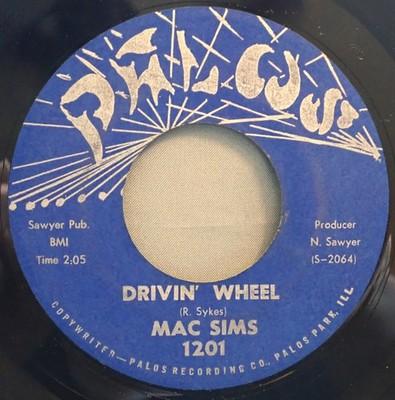 Sawyer Pub.
BMI
Time 2:05
Producer
N. Sawyer
(S-2064)
DRIVIN' WHEEL
(R. Sykes)
MAC SIMS
1201
COPYWRITER—PALOS RECORDING CO., PALOS PARK, ILL.